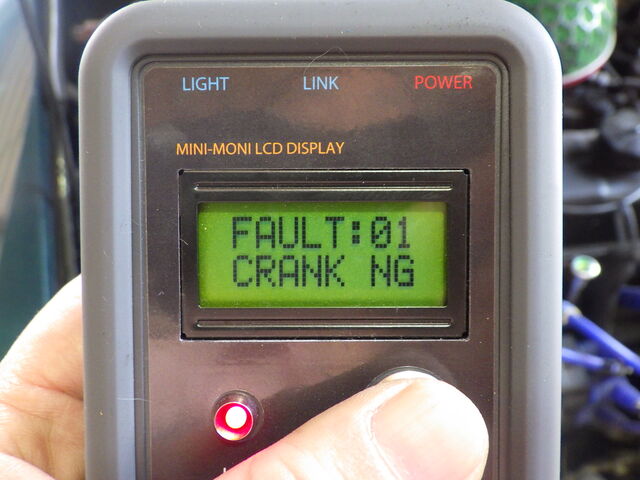 LIGHT LINK POWER
MINI-MONI LCD DISPLAY
FAULT:01
CRANK NG